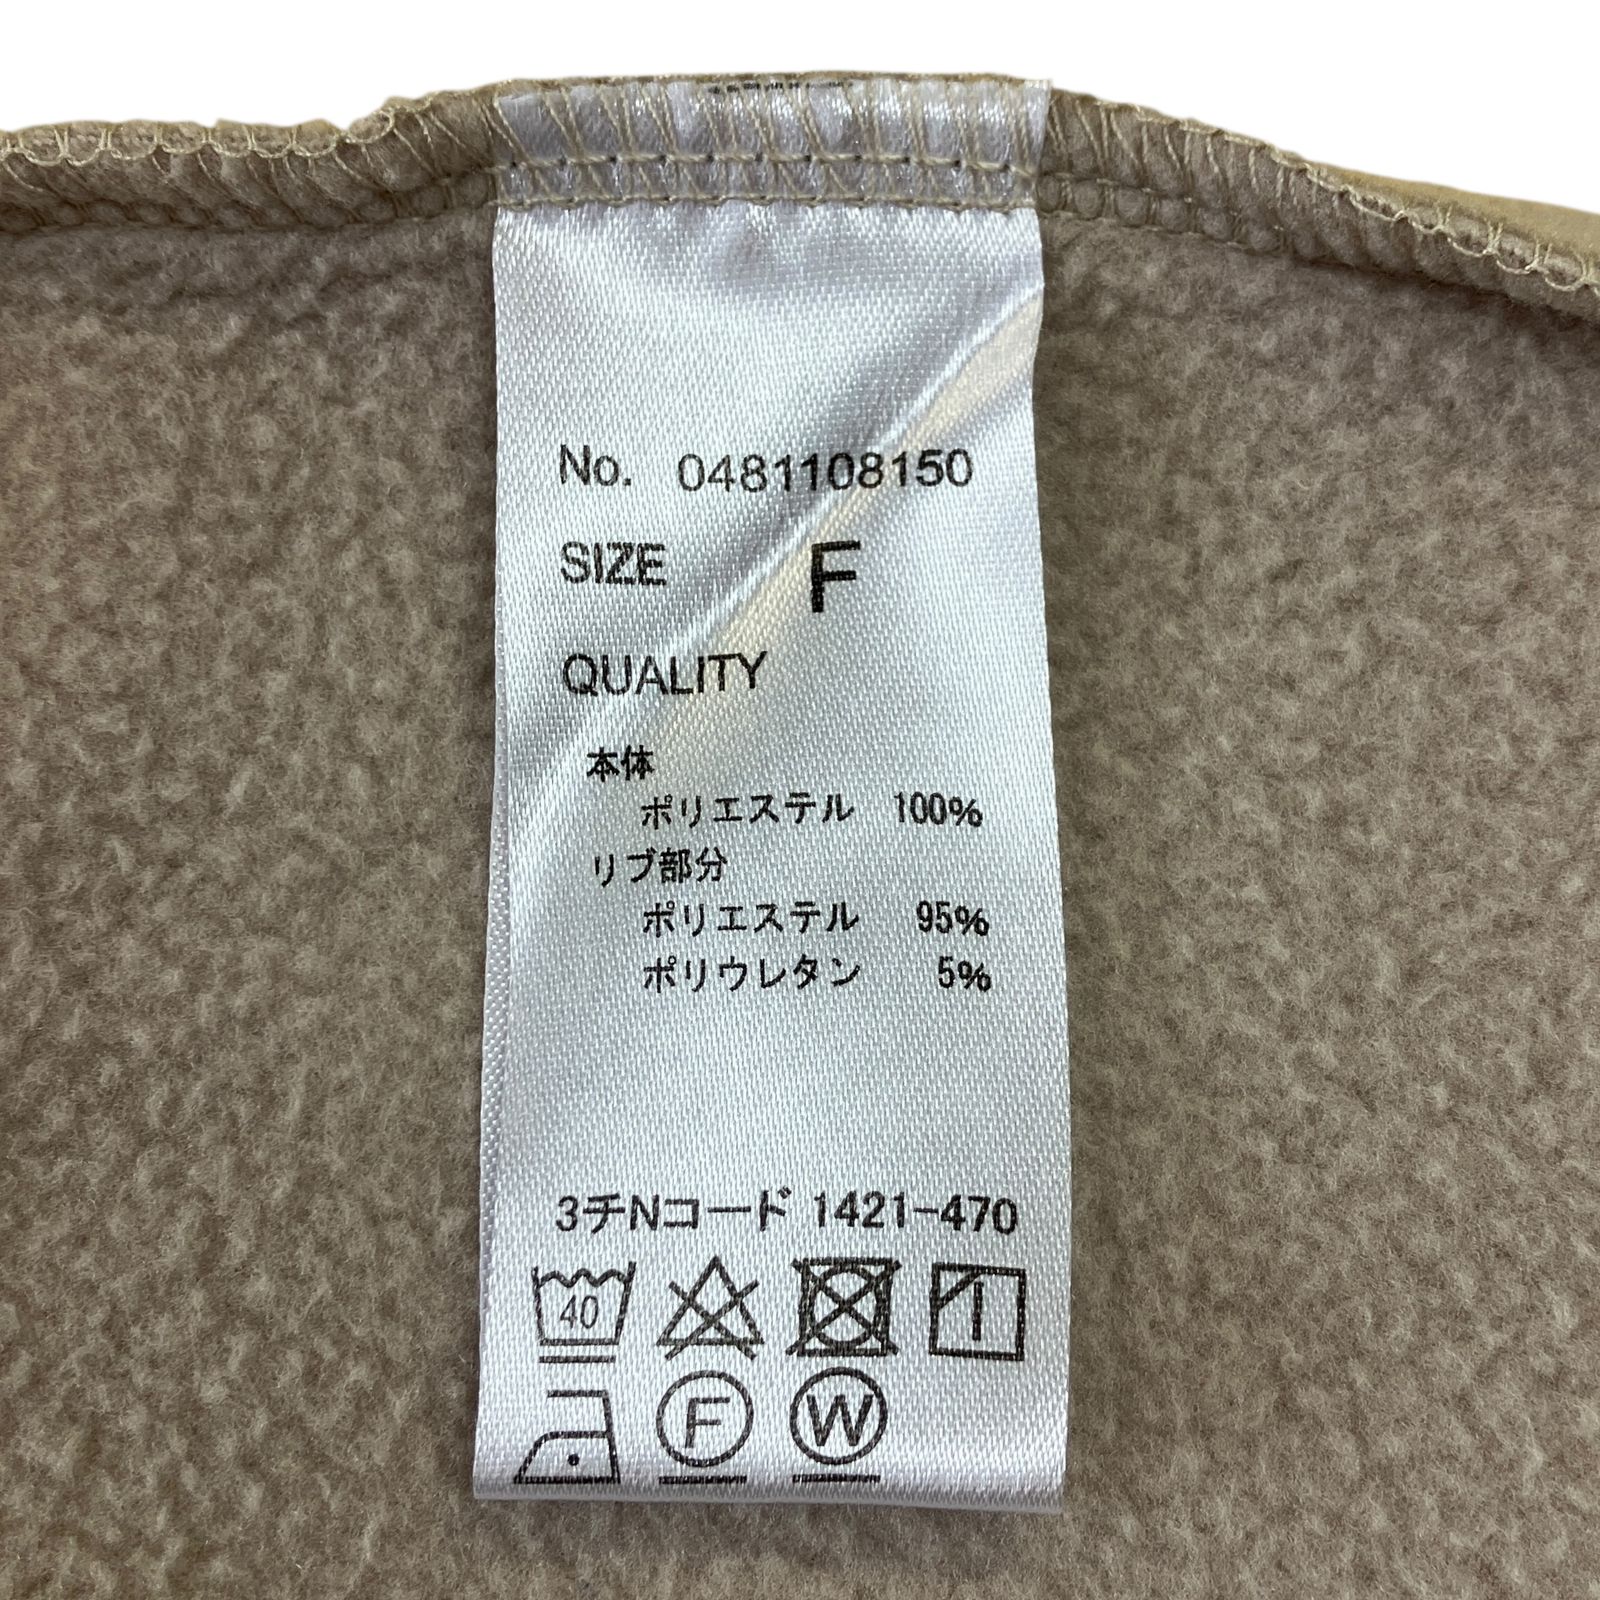 No. 0481108150
SIZE F
QUALITY
本体
ポリエステル 100%
リブ部分
ポリエステル 95%
ポリウレタン 5%
3チNコード 1421-470
40
F W